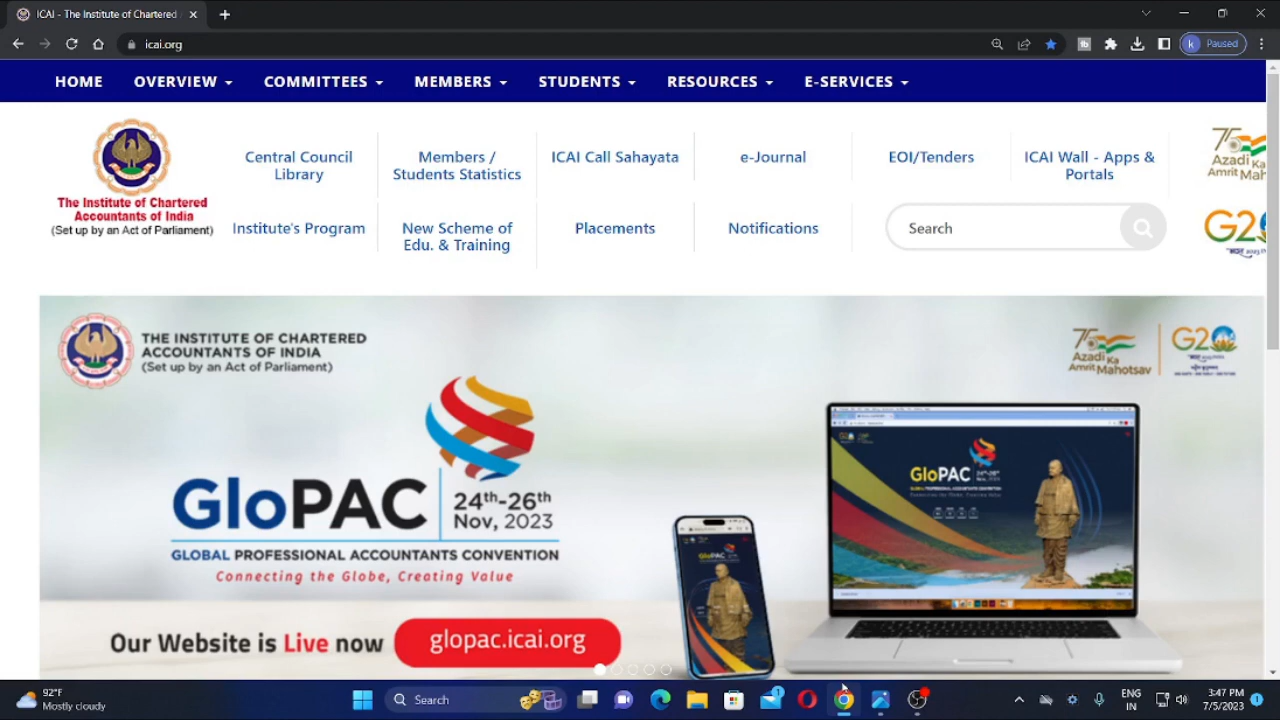 ICAI - The Institute of Chartered
icai.org
Paused
HOME OVERVIEW COMMITTEES MEMBERS STUDENTS RESOURCES E-SERVICES
The Institute of Chartered
Accountants of India
(Set up by an Act of Parliament)
Central Council
Library
Members /
Students Statistics
ICAI Call Sahayata
e-Journal
EOI/Tenders
ICAI Wall - Apps &
Portals
Azadi Ka
Amrit Mah
Institute's Program
New Scheme of
Edu. & Training
Placements
Notifications
Search
THE INSTITUTE OF CHARTERED
ACCOUNTANTS OF INDIA
(Set up by an Act of Parliament)
75
Azadi Ka
Amrit Mahotsav
G20
GloPAC
24th-26th
Nov, 2023
GLOBAL PROFESSIONAL ACCOUNTANTS CONVENTION
Connecting the Globe, Creating Value
GloPAC
Our Website is Live now
glopac.icai.org
92°F
Mostly cloudy
Search
ENG
IN
3:47 PM
7/5/2023